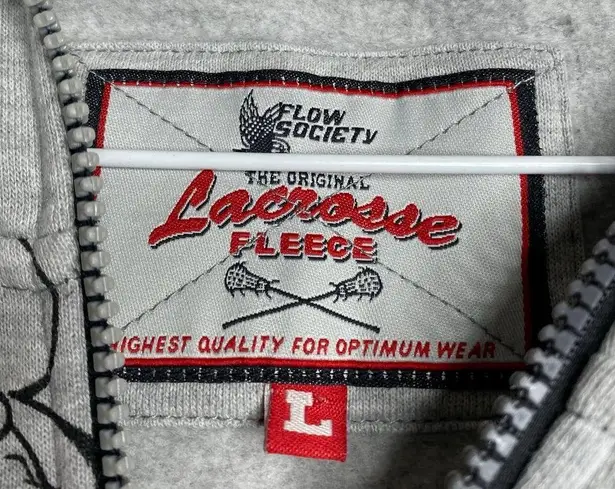 FLOW
SOCIETY
THE ORIGINAL
Lacrosse
FLEECE
HIGHEST QUALITY FOR OPTIMUM WEAR
L